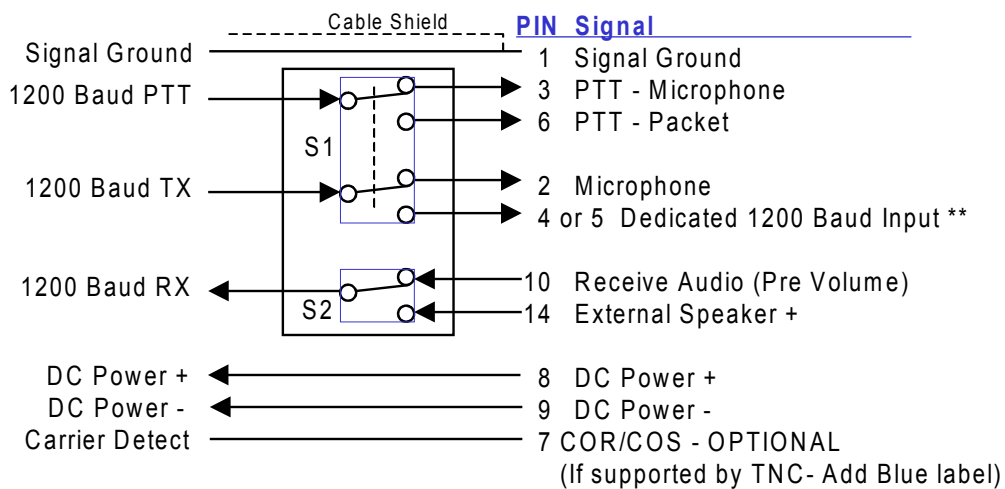 Cable Shield
PIN Signal
Signal Ground
1 Signal Ground
1200 Baud PTT
3 PTT - Microphone
6 PTT - Packet
S1
1200 Baud TX
2 Microphone
4 or 5 Dedicated 1200 Baud Input **
1200 Baud RX
10 Receive Audio (Pre Volume)
S2
14 External Speaker +
DC Power +
8 DC Power +
DC Power -
9 DC Power -
Carrier Detect
7 COR/COS - OPTIONAL
(If supported by TNC- Add Blue label)